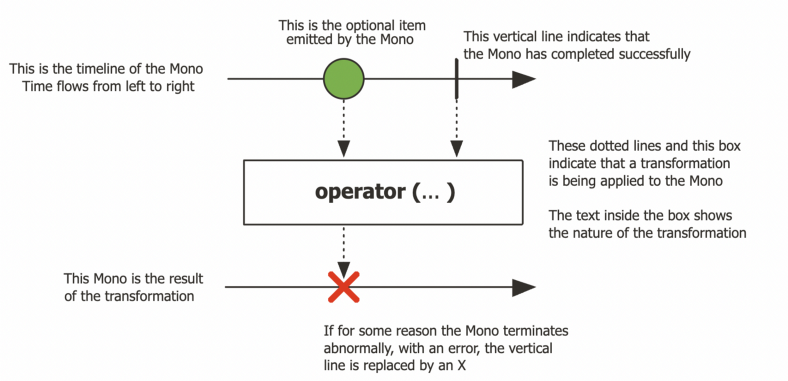 This is the optional item
emitted by the Mono
This vertical line indicates that
the Mono has completed successfully
This is the timeline of the Mono
Time flows from left to right
These dotted lines and this box
indicate that a transformation
is being applied to the Mono
operator (... )
The text inside the box shows
the nature of the transformation
This Mono is the result
of the transformation
If for some reason the Mono terminates
abnormally, with an error, the vertical
line is replaced by an X